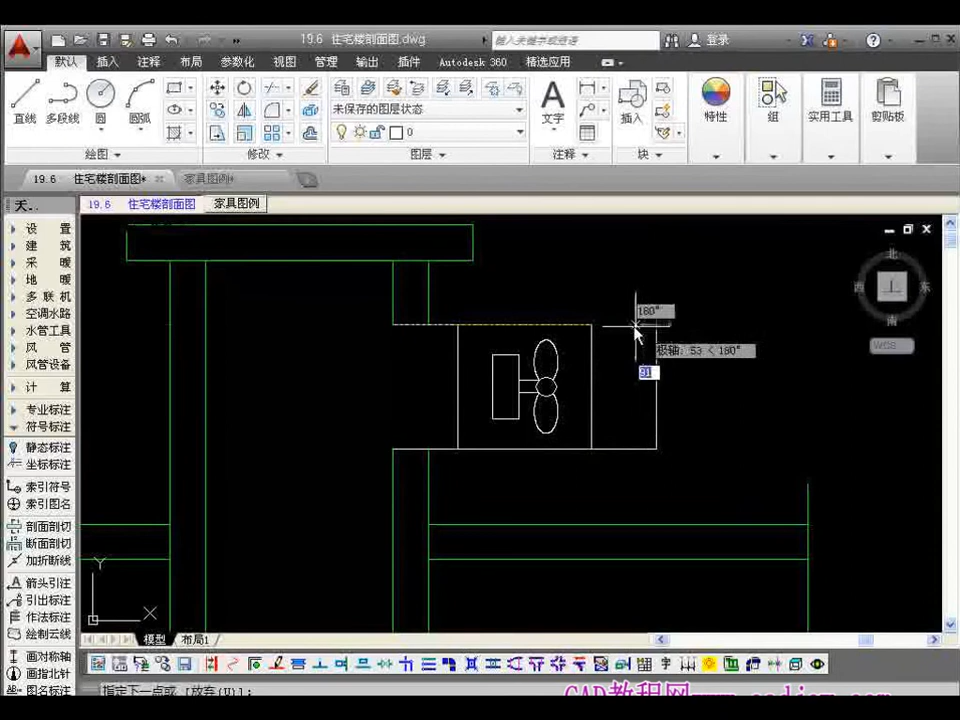 19.6 住宅楼剖面图.dwg
键入关键字或短语
登录
默认 插入 注释 布局 参数化 视图 管理 输出 插件 Autodesk 360 精选应用
未保存的图层状态
直线 多段线 圆 圆弧 文字 插入 特性 组 实用工具 剪贴板
0
绘图 修改 图层 注释 块
19.6 住宅楼剖面图* 家具图例*
天..
19.6 住宅楼剖面图 家具图例
设 置
建 筑
采 暖
地 暖
多 联 机
空调水路
水管工具
风 管
风管设备
计 算
专业标注
符号标注
静态标注
坐标标注
索引符号
索引图名
剖面剖切
断面剖切
加折断线
箭头引注
引出标注
作法标注
绘制云线
画对称轴
画指北针
图名标注
北
西 上 东
南
WCS
180°
极轴: 53 < 180°
Y
X
模型 布局1
指定下一点或 [放弃(U)]: